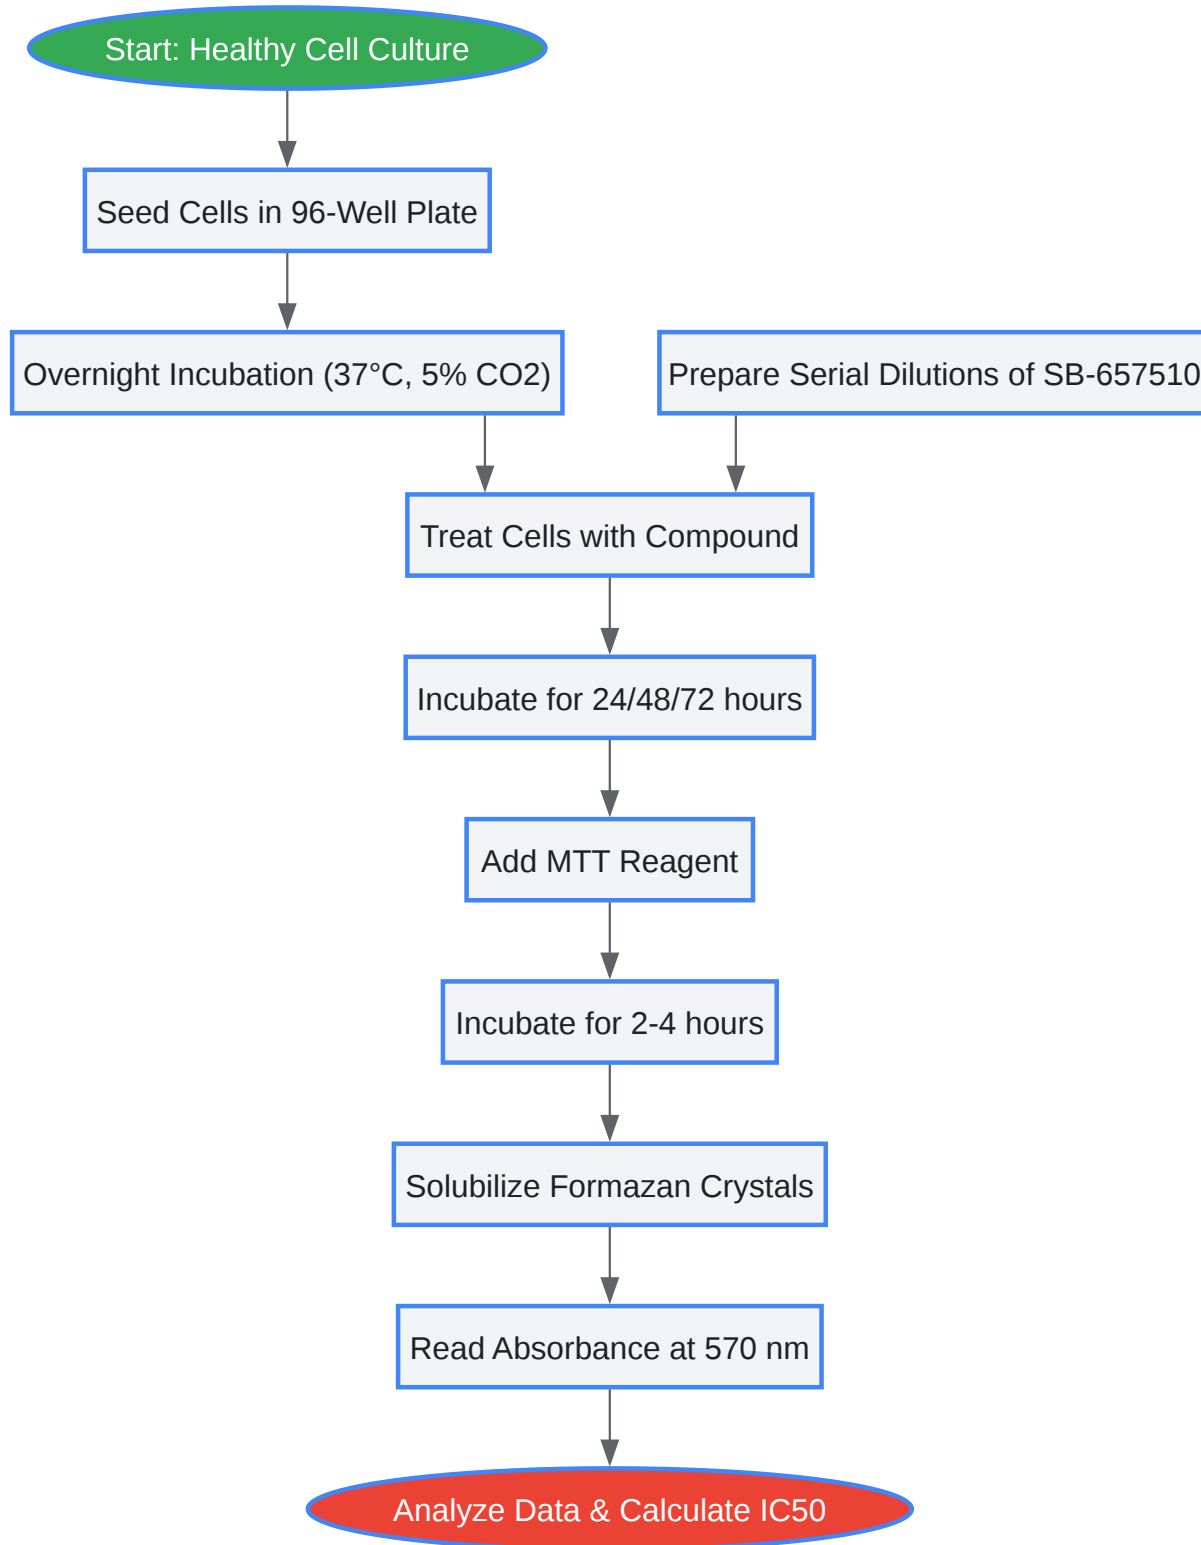 Start: Healthy Cell Culture
Seed Cells in 96-Well Plate
Overnight Incubation (37°C, 5% CO2)
Prepare Serial Dilutions of SB-657510
Treat Cells with Compound
Incubate for 24/48/72 hours
Add MTT Reagent
Incubate for 2-4 hours
Solubilize Formazan Crystals
Read Absorbance at 570 nm
Analyze Data & Calculate IC50